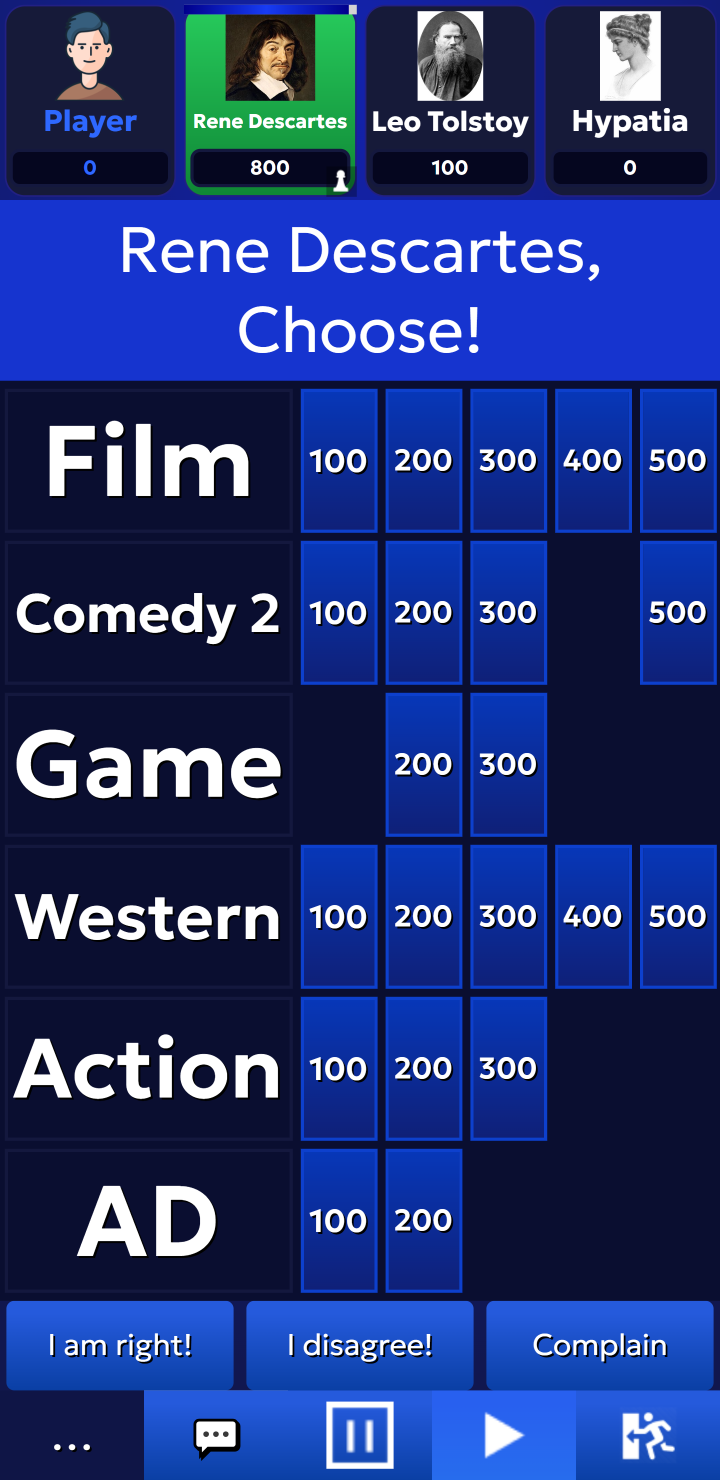 Player
Rene Descartes
Leo Tolstoy
Hypatia
0
800
100
0
Rene Descartes,
Choose!
Film 100 200 300 400 500
Comedy 2 100 200 300 500
Game 200 300
Western 100 200 300 400 500
Action 100 200 300
AD 100 200
I am right!
I disagree!
Complain
...